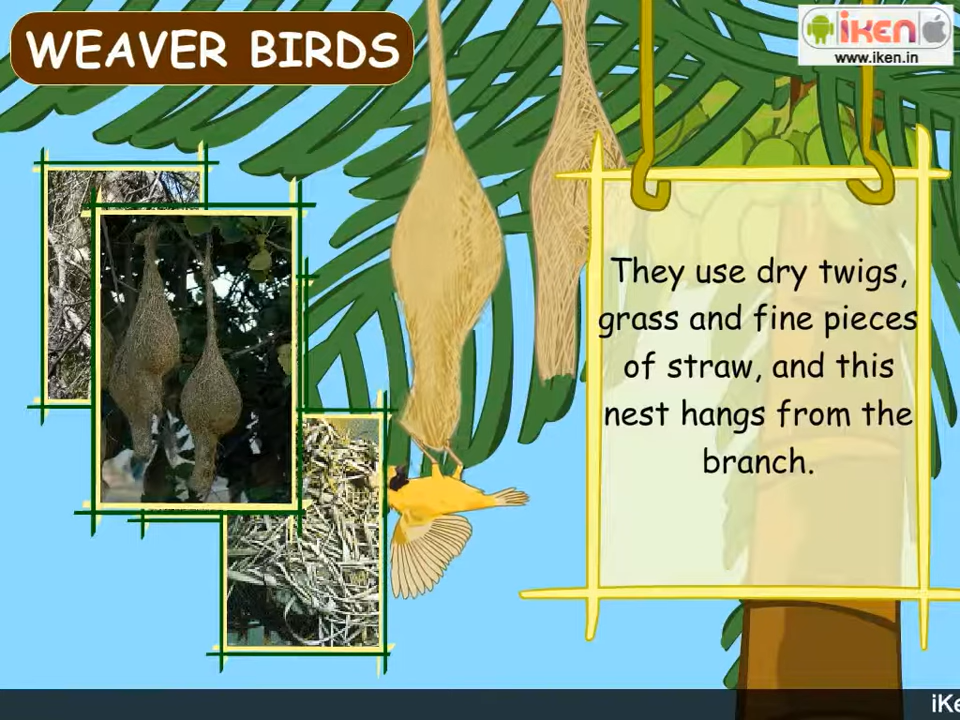 WEAVER BIRDS
iken
www.iken.in
They use dry twigs,
grass and fine pieces
of straw, and this
nest hangs from the
branch.